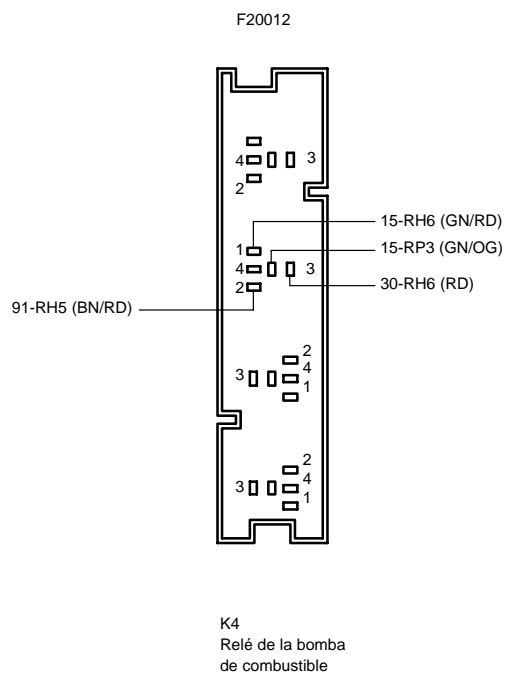 F20012
4
3
2
1
15-RH6 (GN/RD)
15-RP3 (GN/OG)
4
3
30-RH6 (RD)
2
91-RH5 (BN/RD)
2
4
3
1
2
4
3
1
K4
Relé de la bomba
de combustible